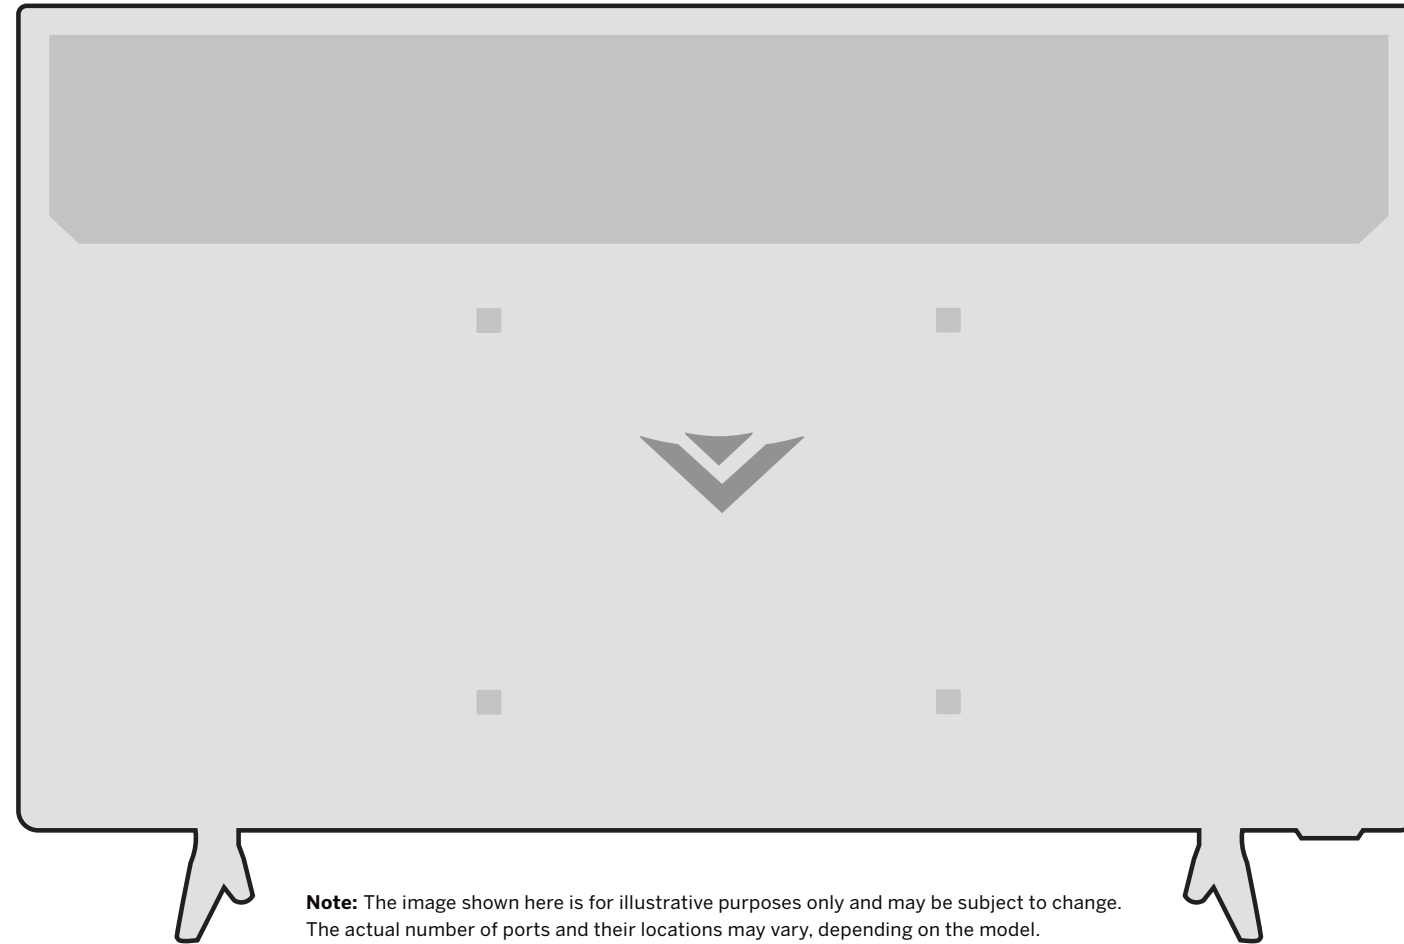 Note: The image shown here is for illustrative purposes only and may be subject to change.
The actual number of ports and their locations may vary, depending on the model.